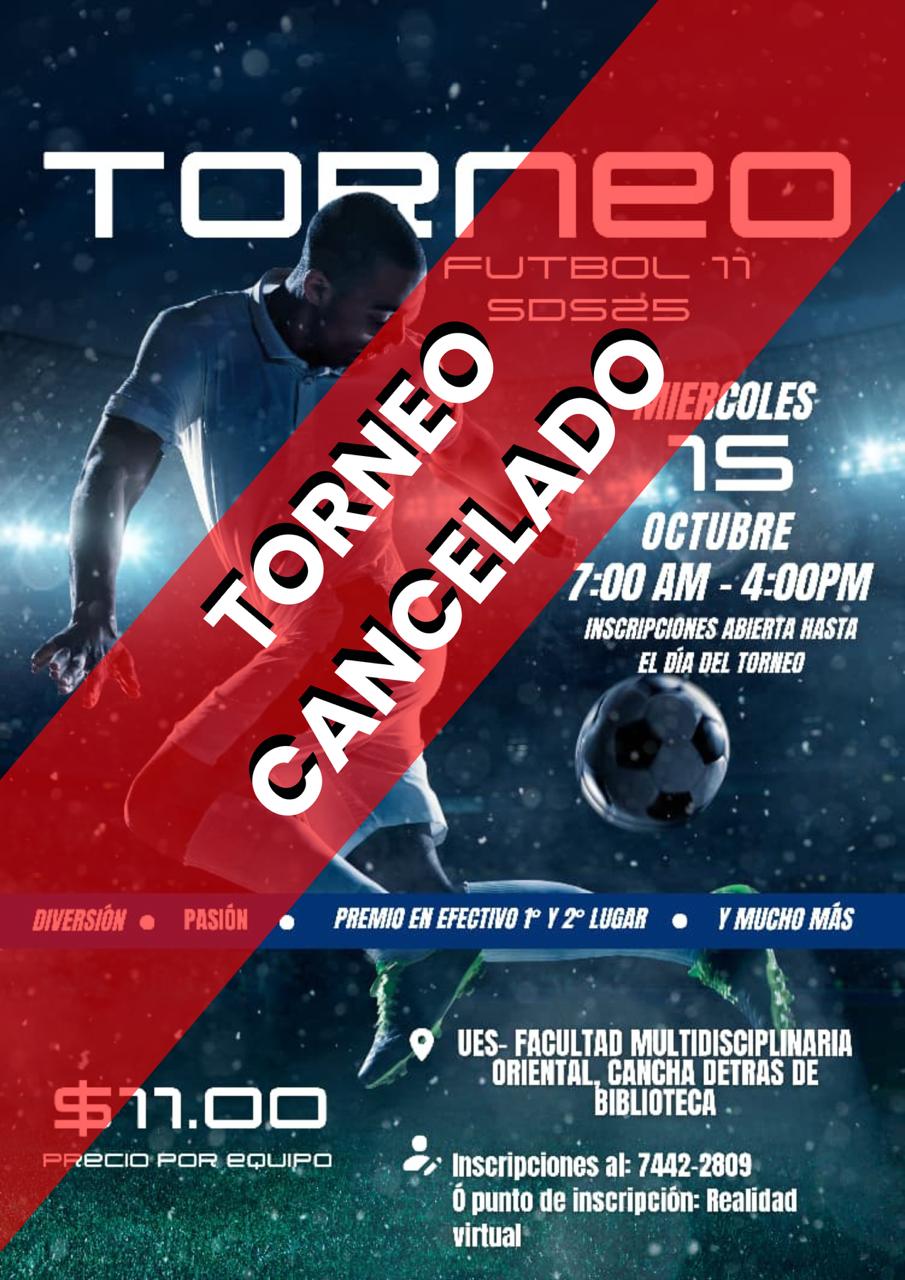 TORNEO
FUTBOL 11
SDS25
TORNEO
CANCELADO
MIERCOLES
15
OCTUBRE
7:00 AM - 4:00PM
INSCRIPCIONES ABIERTA HASTA
EL DÍA DEL TORNEO
DIVERSIÓN ● PASIÓN ● PREMIO EN EFECTIVO 1° Y 2° LUGAR ● Y MUCHO MÁS
UES- FACULTAD MULTIDISCIPLINARIA
ORIENTAL, CANCHA DETRAS DE
BIBLIOTECA
$11.00
PRECIO POR EQUIPO
Inscripciones al: 7442-2809
Ó punto de inscripción: Realidad
virtual